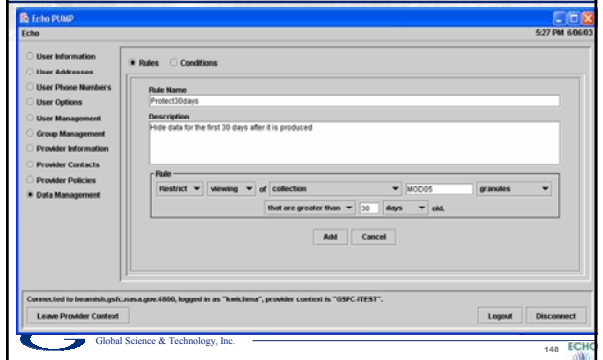 Echo PUMP
Echo 5:27 PM 6/06/03
User Information
User Addresses
User Phone Numbers
User Options
User Management
Group Management
Provider Information
Provider Contacts
Provider Policies
Data Management
Rules Conditions
Rule Name
Protect30days
Description
Hide data for the first 30 days after it is produced
Rule
Restrict viewing of collection MOD05 granules
that are greater than 30 days old.
Add Cancel
Connected to beamish.gsfc.nasa.gov:4800, logged in as "kwichma", provider context is "GSFC-ITEST".
Leave Provider Context Logout Disconnect
Global Science & Technology, Inc.
148 ECHO